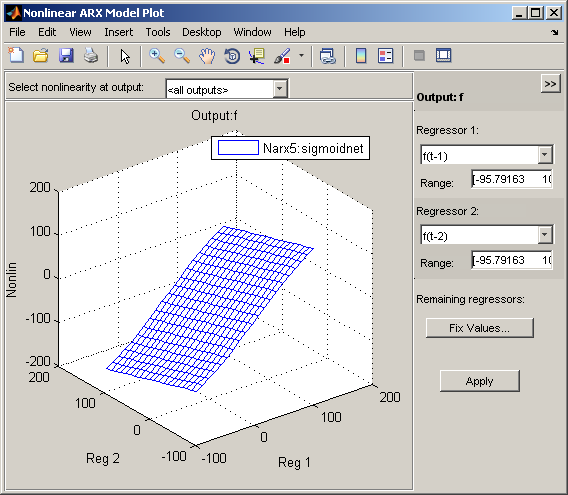 Nonlinear ARX Model Plot
File Edit View Insert Tools Desktop Window Help
Select nonlinearity at output: <all outputs>
>>
Output: f
Output:f
Narx5:sigmoidnet
Regressor 1:
f(t-1)
Range: [-95.79163 10
Regressor 2:
f(t-2)
Range: [-95.79163 10
Remaining regressors:
Fix Values...
Apply
Nonlin
200
100
0
-100
-200
200
100
0
-100
Reg 2
-100
0
100
200
Reg 1